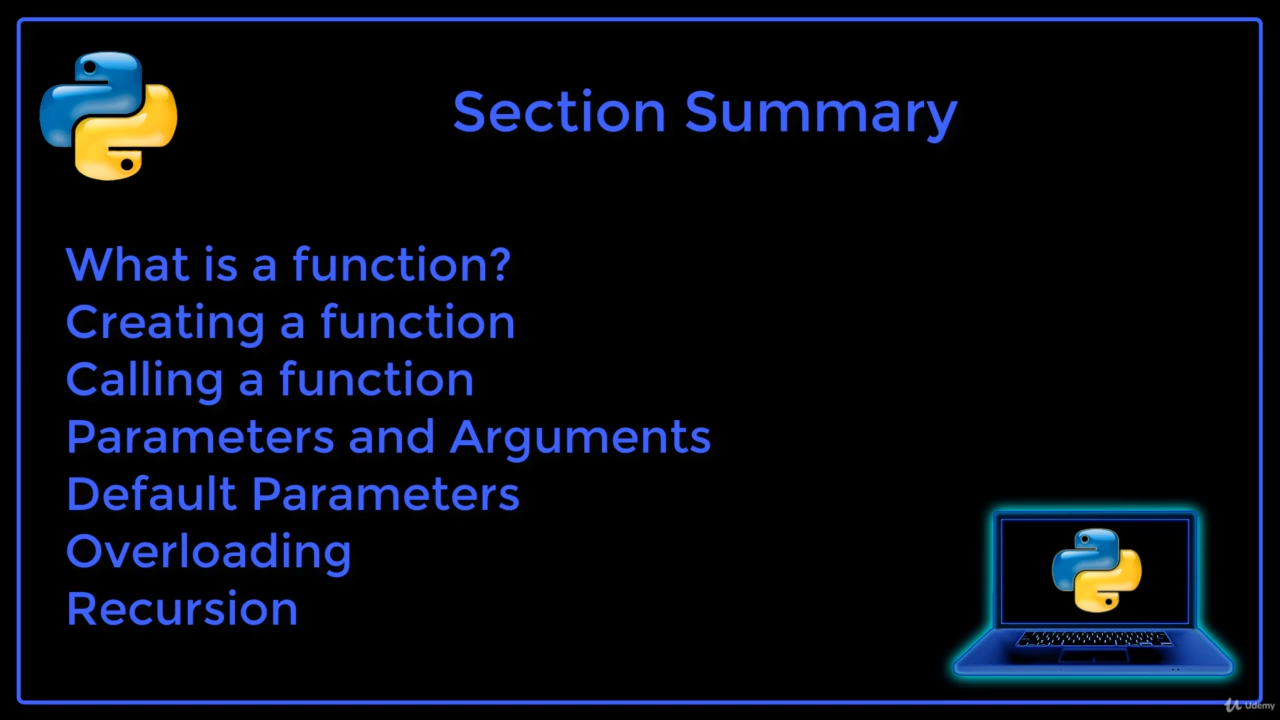 Section Summary
What is a function?
Creating a function
Calling a function
Parameters and Arguments
Default Parameters
Overloading
Recursion
Udemy